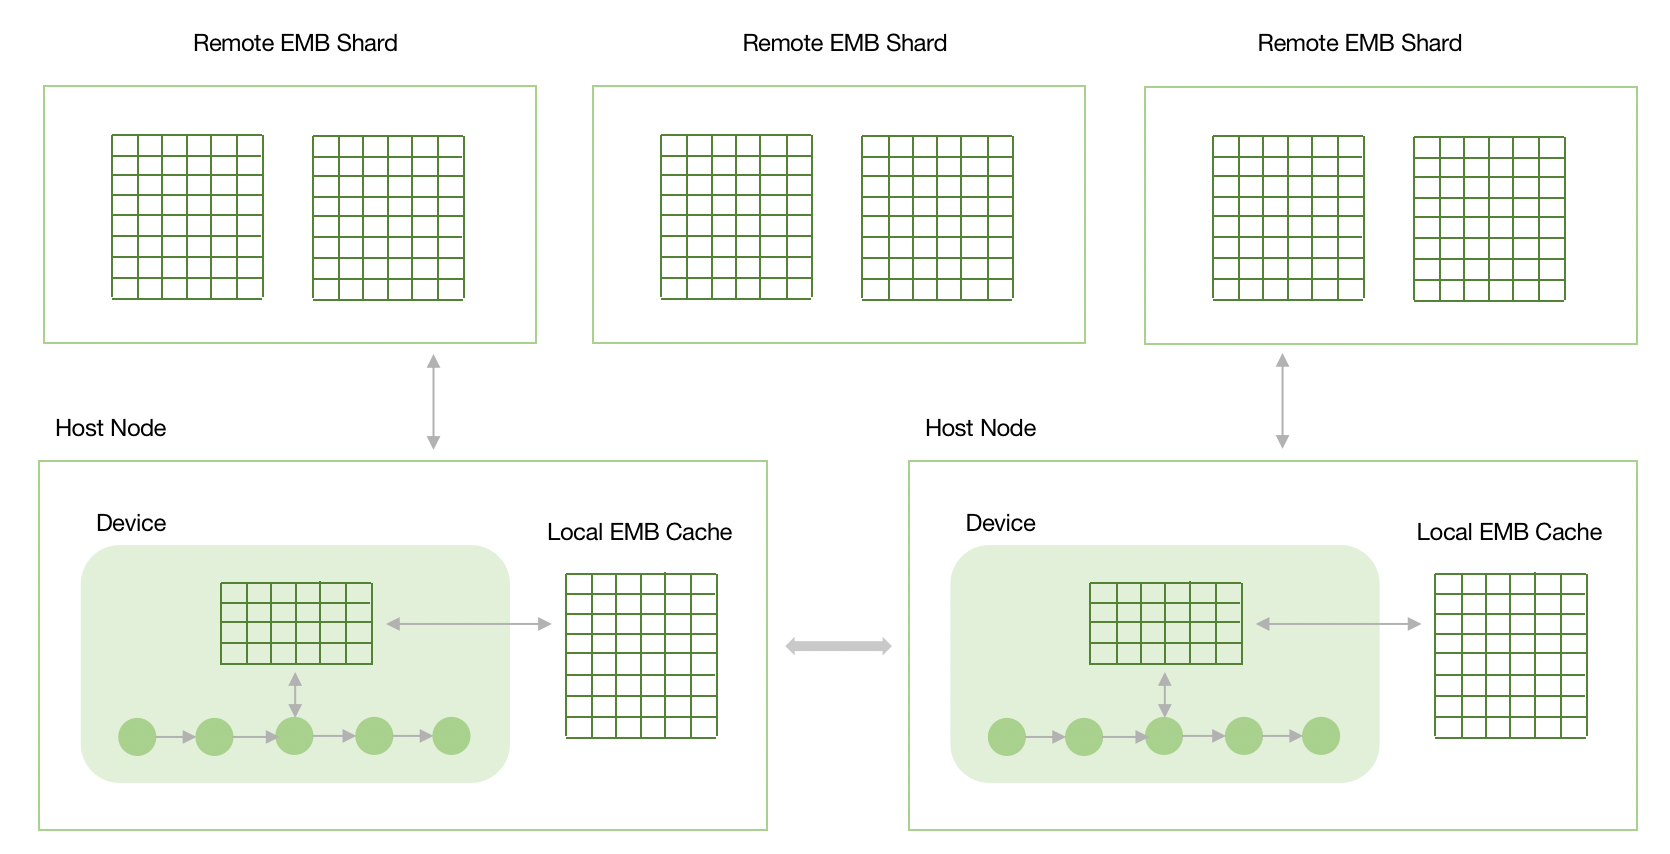 Remote EMB Shard
Remote EMB Shard
Remote EMB Shard
Host Node
Host Node
Device
Local EMB Cache
Device
Local EMB Cache